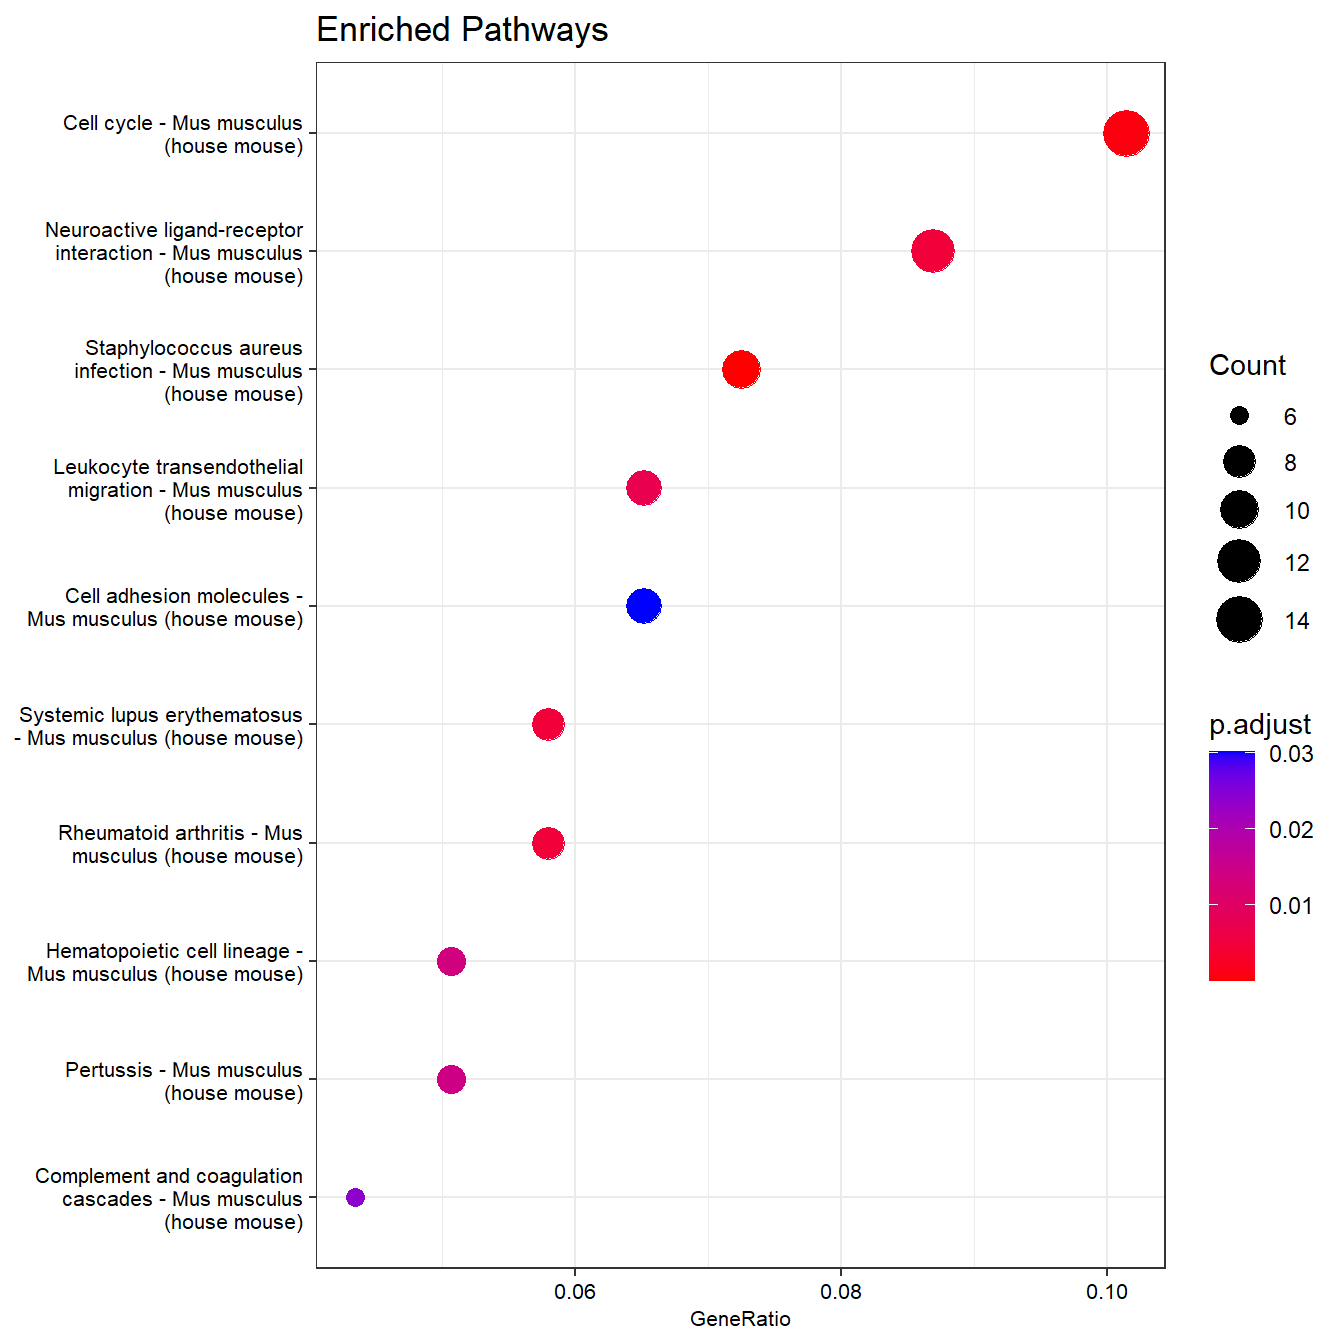 Enriched Pathways
Cell cycle - Mus musculus
(house mouse)
Neuroactive ligand-receptor
interaction - Mus musculus
(house mouse)
Staphylococcus aureus
infection - Mus musculus
(house mouse)
Leukocyte transendothelial
migration - Mus musculus
(house mouse)
Cell adhesion molecules -
Mus musculus (house mouse)
Systemic lupus erythematosus
- Mus musculus (house mouse)
Rheumatoid arthritis - Mus
musculus (house mouse)
Hematopoietic cell lineage -
Mus musculus (house mouse)
Pertussis - Mus musculus
(house mouse)
Complement and coagulation
cascades - Mus musculus
(house mouse)
0.06
0.08
0.10
GeneRatio
Count
6
8
10
12
14
p.adjust
0.03
0.02
0.01